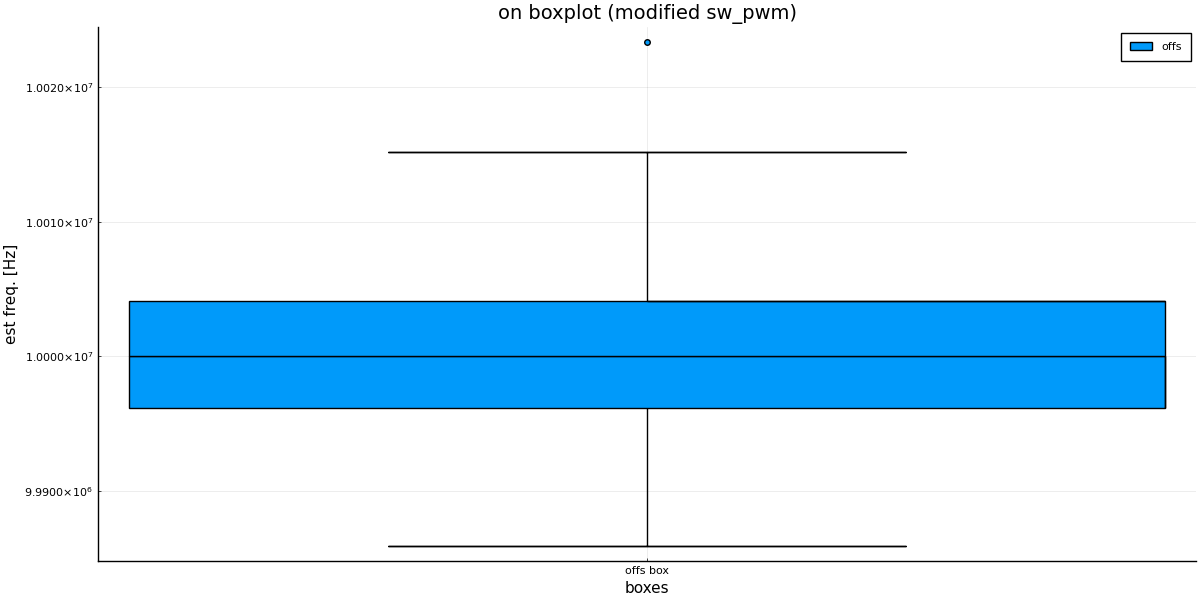 on boxplot (modified sw_pwm)
offs
1.0020×10⁷
1.0010×10⁷
1.0000×10⁷
9.9900×10⁶
est freq. [Hz]
offs box
boxes